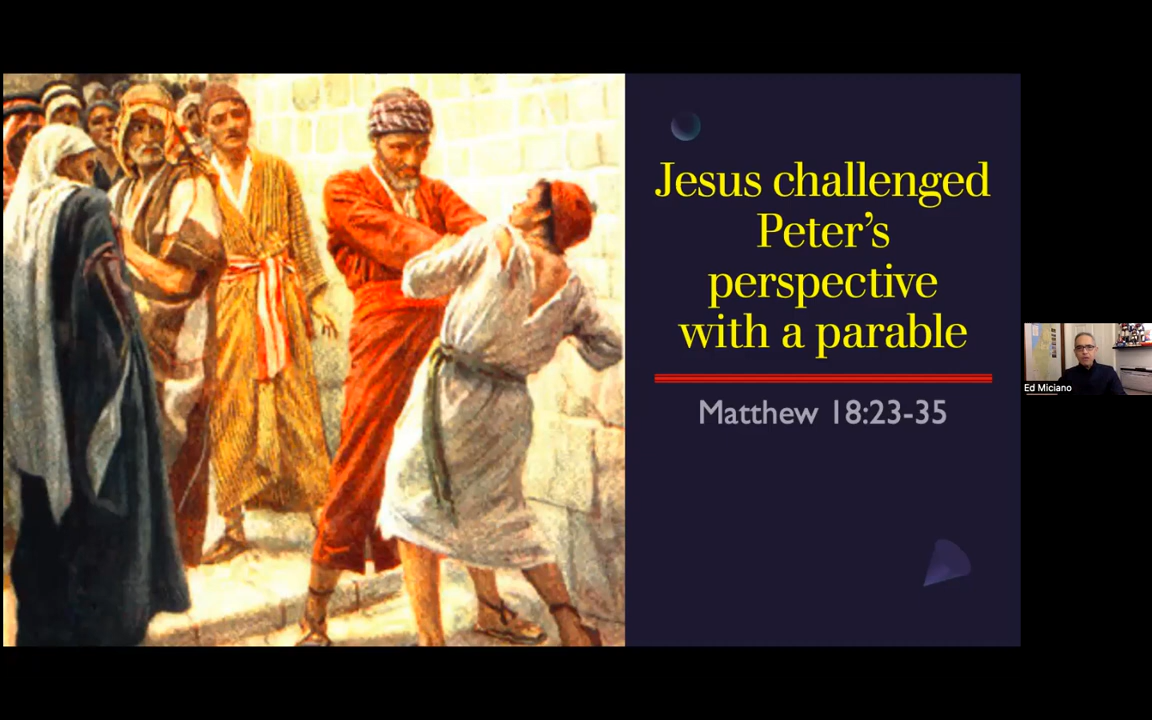 Jesus challenged
Peter’s
perspective
with a parable
Matthew 18:23-35
Ed Miciano